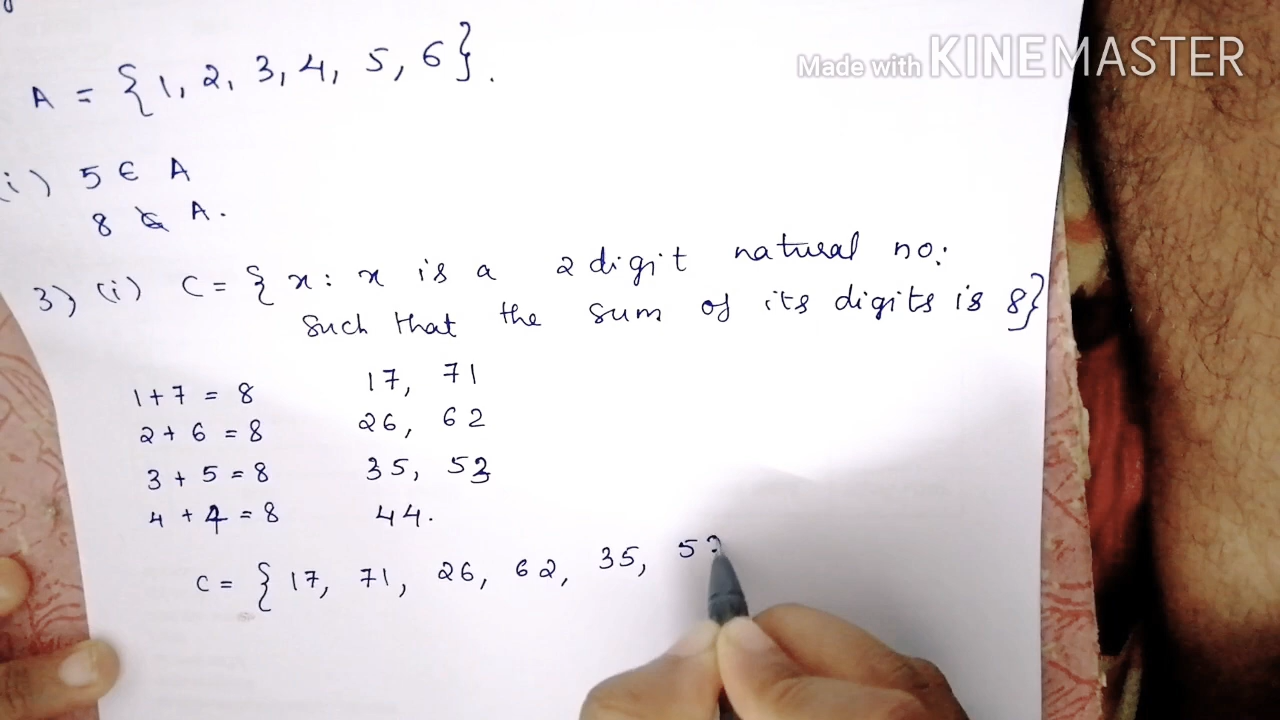 Made with KINEMASTER
A = {1, 2, 3, 4, 5, 6}.
(i) 5 ∈ A
8 ∉ A.
3) (i) C = { x : x is a 2 digit natural no:
such that the sum of its digits is 8}
1 + 7 = 8 17, 71
2 + 6 = 8 26, 62
3 + 5 = 8 35, 53
4 + 4 = 8 44.
C = { 17, 71, 26, 62, 35, 53